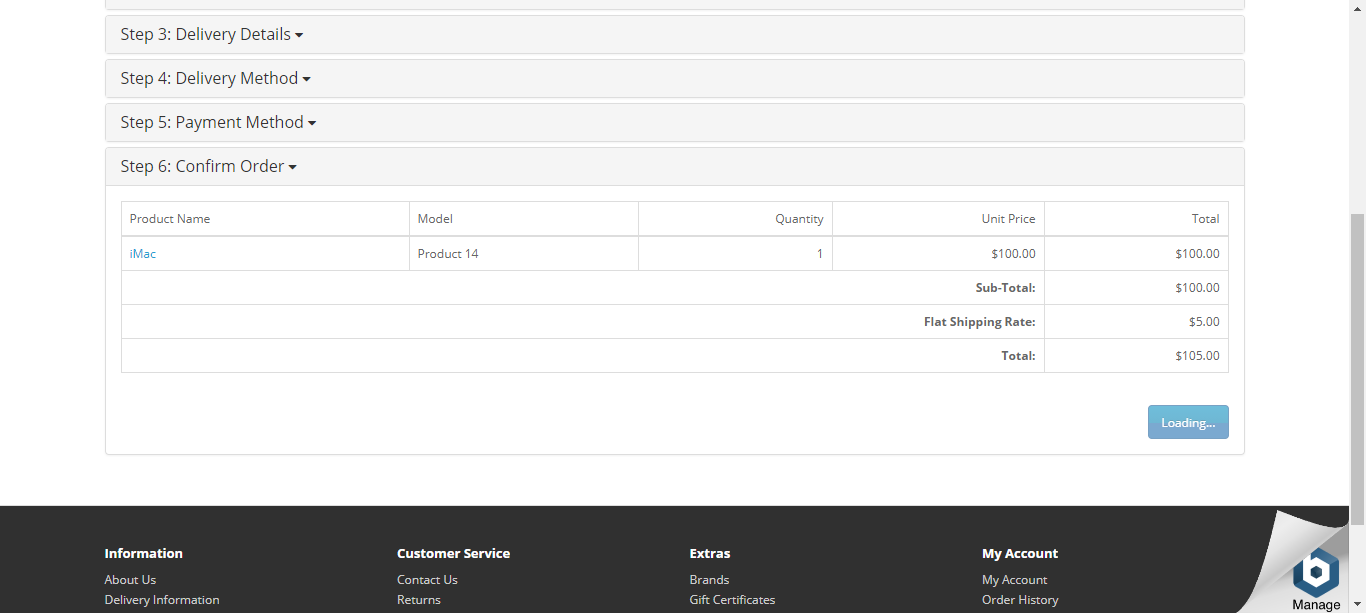 Step 3: Delivery Details
Step 4: Delivery Method
Step 5: Payment Method
Step 6: Confirm Order
Product Name Model Quantity Unit Price Total
iMac Product 14 1 $100.00 $100.00
Sub-Total: $100.00
Flat Shipping Rate: $5.00
Total: $105.00
Loading...
Information Customer Service Extras My Account
About Us Contact Us Brands My Account
Delivery Information Returns Gift Certificates Order History
b
Manage